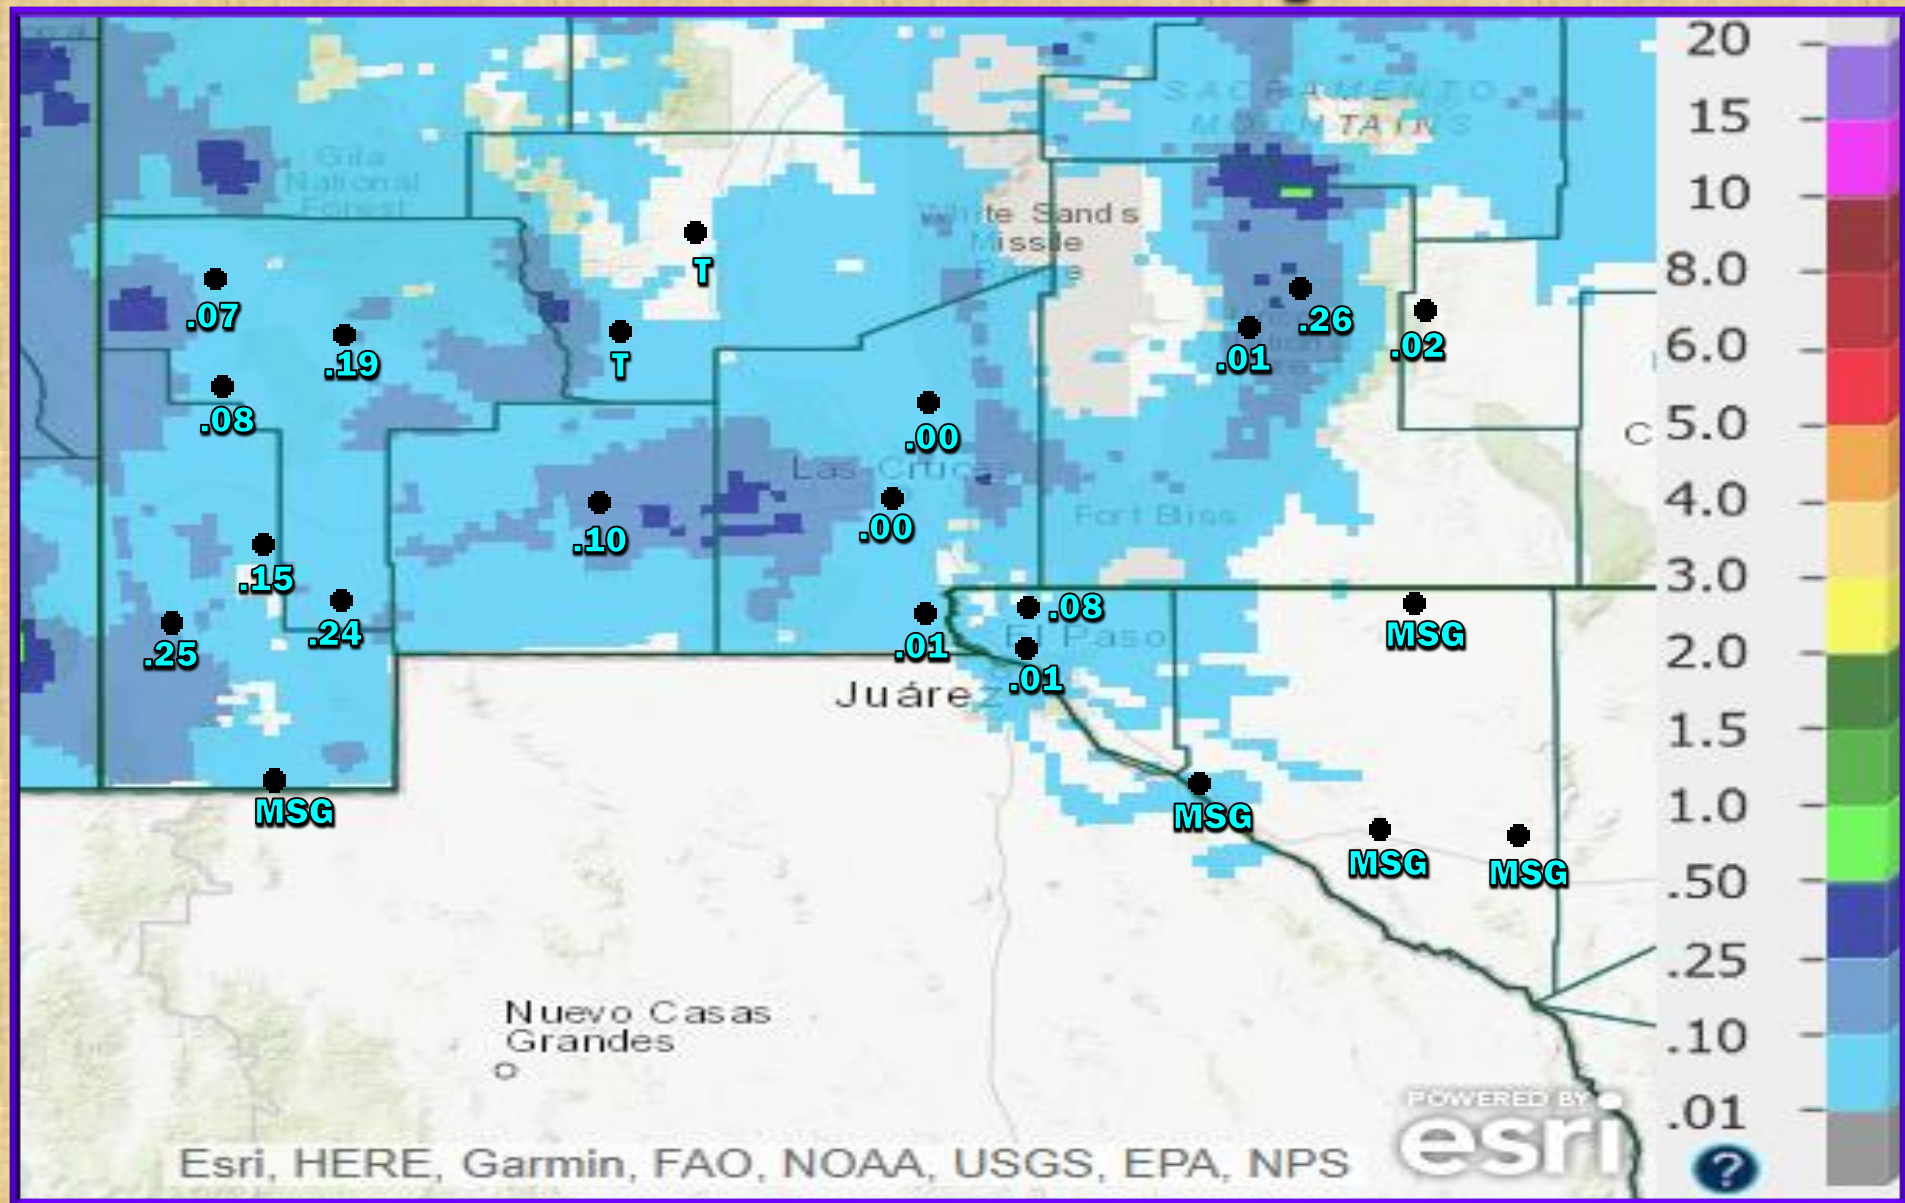 20
SACRAMENTO
MOUNTAINS
15
Gila
National
Forest
10
White Sands
Missile
T
8.0
.07
.26
.19
T
.01
.02
6.0
.08
.00
C
5.0
Las Cruces
.10
.00
Fort Bliss
4.0
.15
3.0
.24
.08
.25
.01
El Paso
MSG
2.0
.01
Juárez
1.5
MSG
MSG
1.0
MSG
MSG
.50
.25
Nuevo Casas
Grandes
.10
POWERED BY
esri
.01
Esri, HERE, Garmin, FAO, NOAA, USGS, EPA, NPS
?